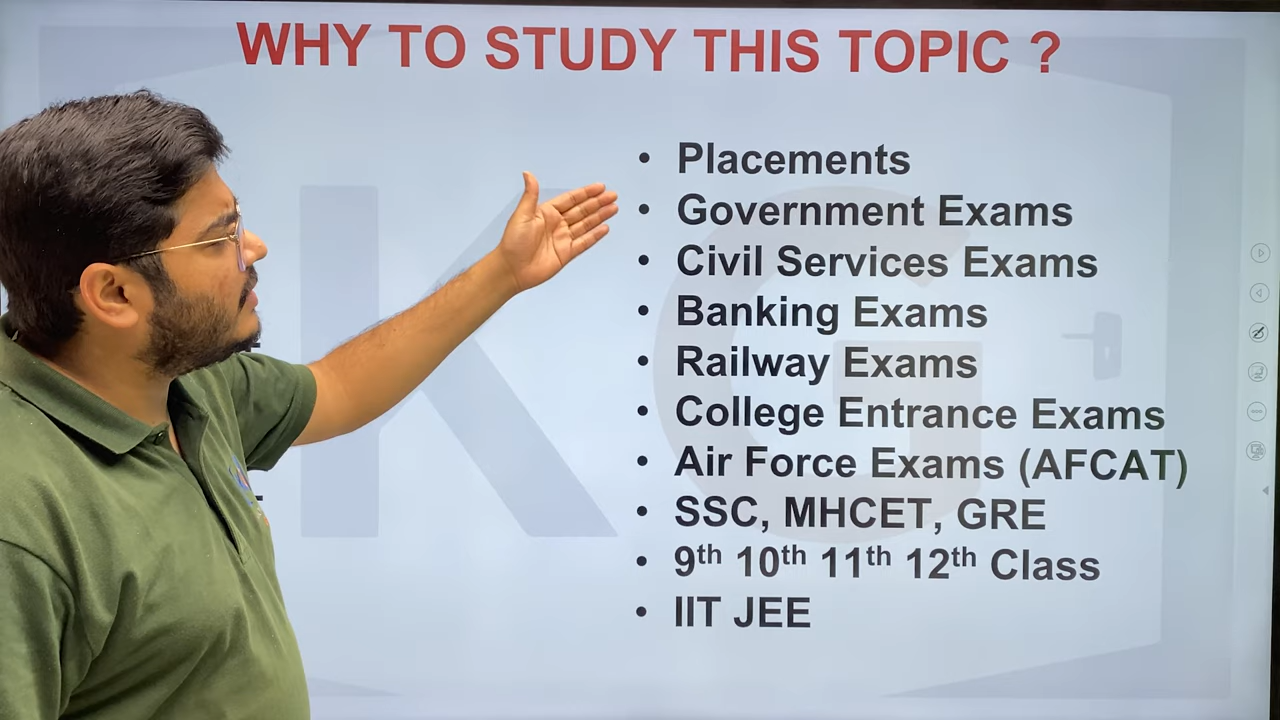 WHY TO STUDY THIS TOPIC ?
• Placements
• Government Exams
• Civil Services Exams
• Banking Exams
• Railway Exams
• College Entrance Exams
• Air Force Exams (AFCAT)
• SSC, MHCET, GRE
• 9th 10th 11th 12th Class
• IIT JEE
KG